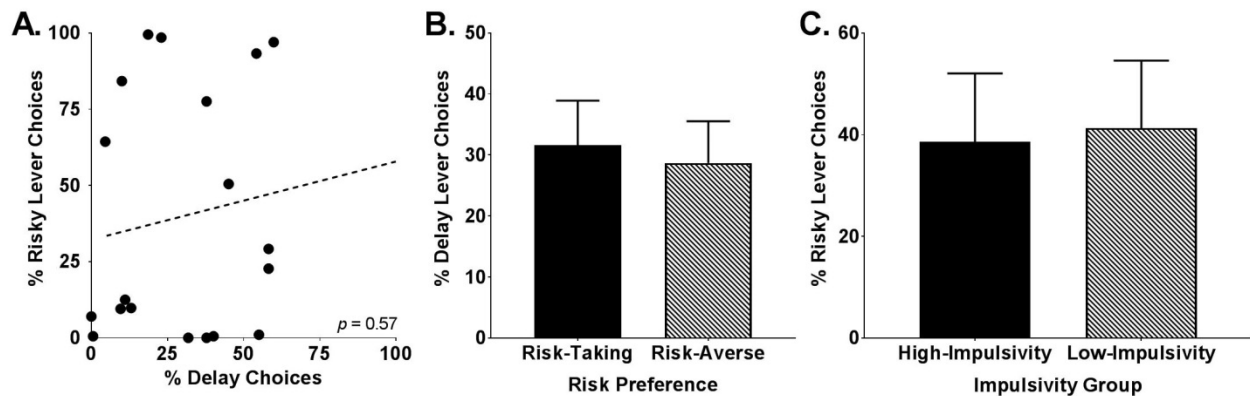 A.
% Risky Lever Choices
100
75
50
25
0
0 25 50 75 100
p = 0.57
% Delay Choices
B.
% Delay Lever Choices
50
40
30
20
10
0
Risk-Taking Risk-Averse
Risk Preference
C.
% Risky Lever Choices
60
40
20
0
High-Impulsivity Low-Impulsivity
Impulsivity Group